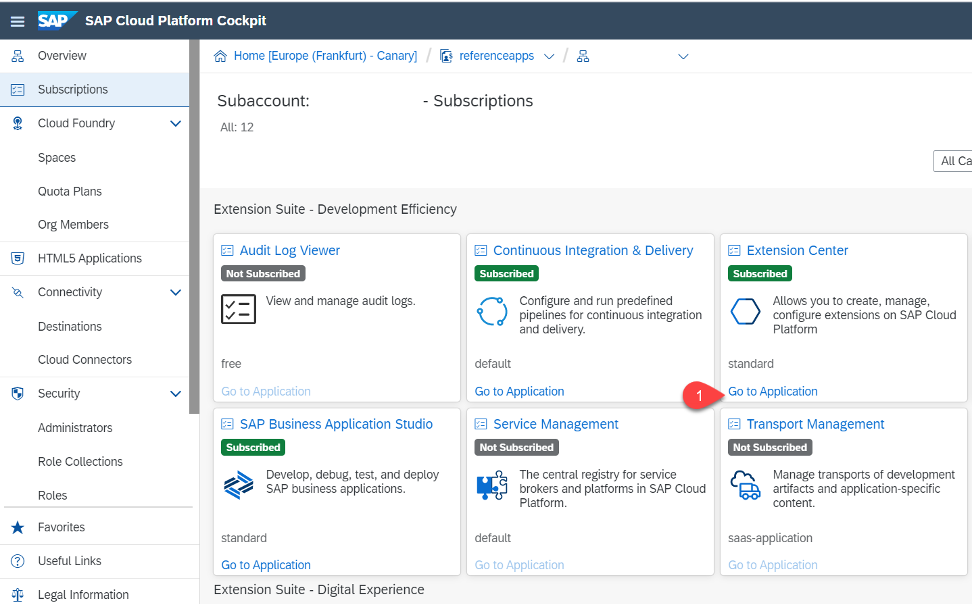 SAP SAP Cloud Platform Cockpit
Overview
Subscriptions
Cloud Foundry
Spaces
Quota Plans
Org Members
HTML5 Applications
Connectivity
Destinations
Cloud Connectors
Security
Administrators
Role Collections
Roles
Favorites
Useful Links
Legal Information
Home [Europe (Frankfurt) - Canary] / referenceapps /
Subaccount: - Subscriptions
All: 12
All Ca
Extension Suite - Development Efficiency
Audit Log Viewer
Not Subscribed
View and manage audit logs.
free
Go to Application
Continuous Integration & Delivery
Subscribed
Configure and run predefined
pipelines for continuous integration
and delivery.
default
Go to Application
Extension Center
Subscribed
Allows you to create, manage,
configure extensions on SAP Cloud
Platform
standard
1
Go to Application
SAP Business Application Studio
Subscribed
Develop, debug, test, and deploy
SAP business applications.
standard
Go to Application
Service Management
Not Subscribed
The central registry for service
brokers and platforms in SAP Cloud
Platform.
default
Go to Application
Transport Management
Not Subscribed
Manage transports of development
artifacts and application-specific
content.
saas-application
Go to Application
Extension Suite - Digital Experience